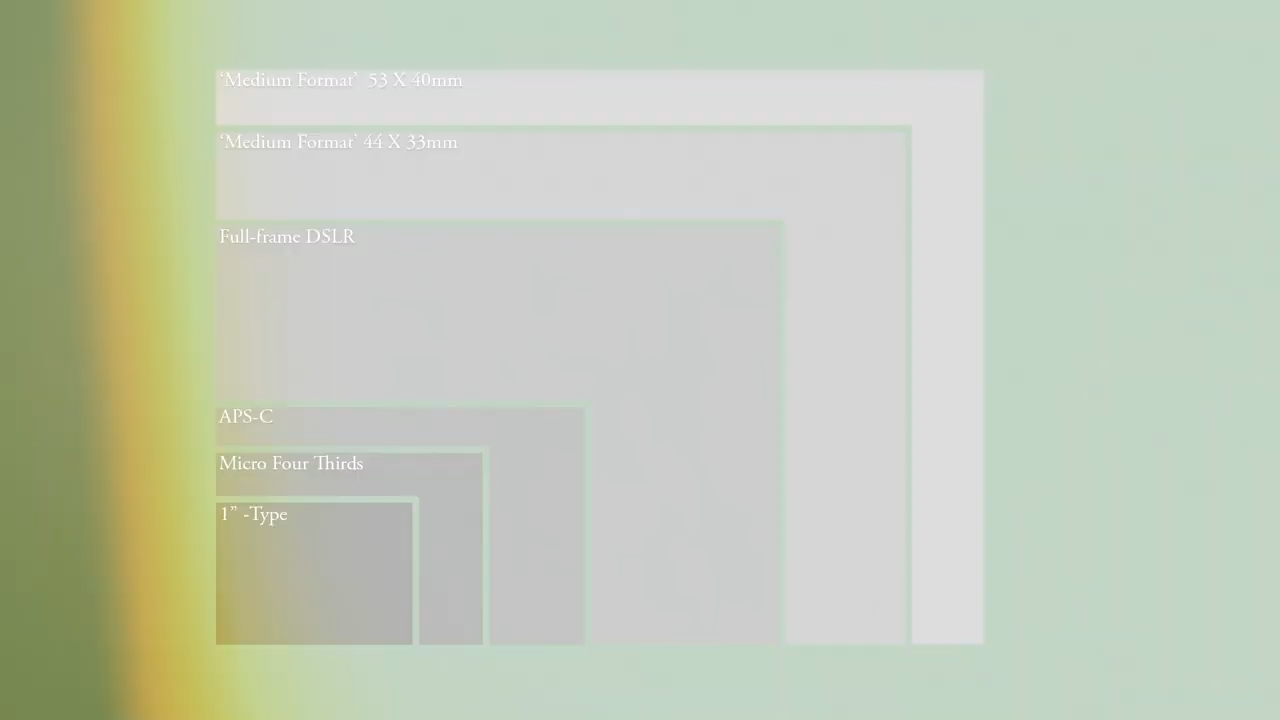 ‘Medium Format’ 53 X 40mm
‘Medium Format’ 44 X 33mm
Full-frame DSLR
APS-C
Micro Four Thirds
1” -Type